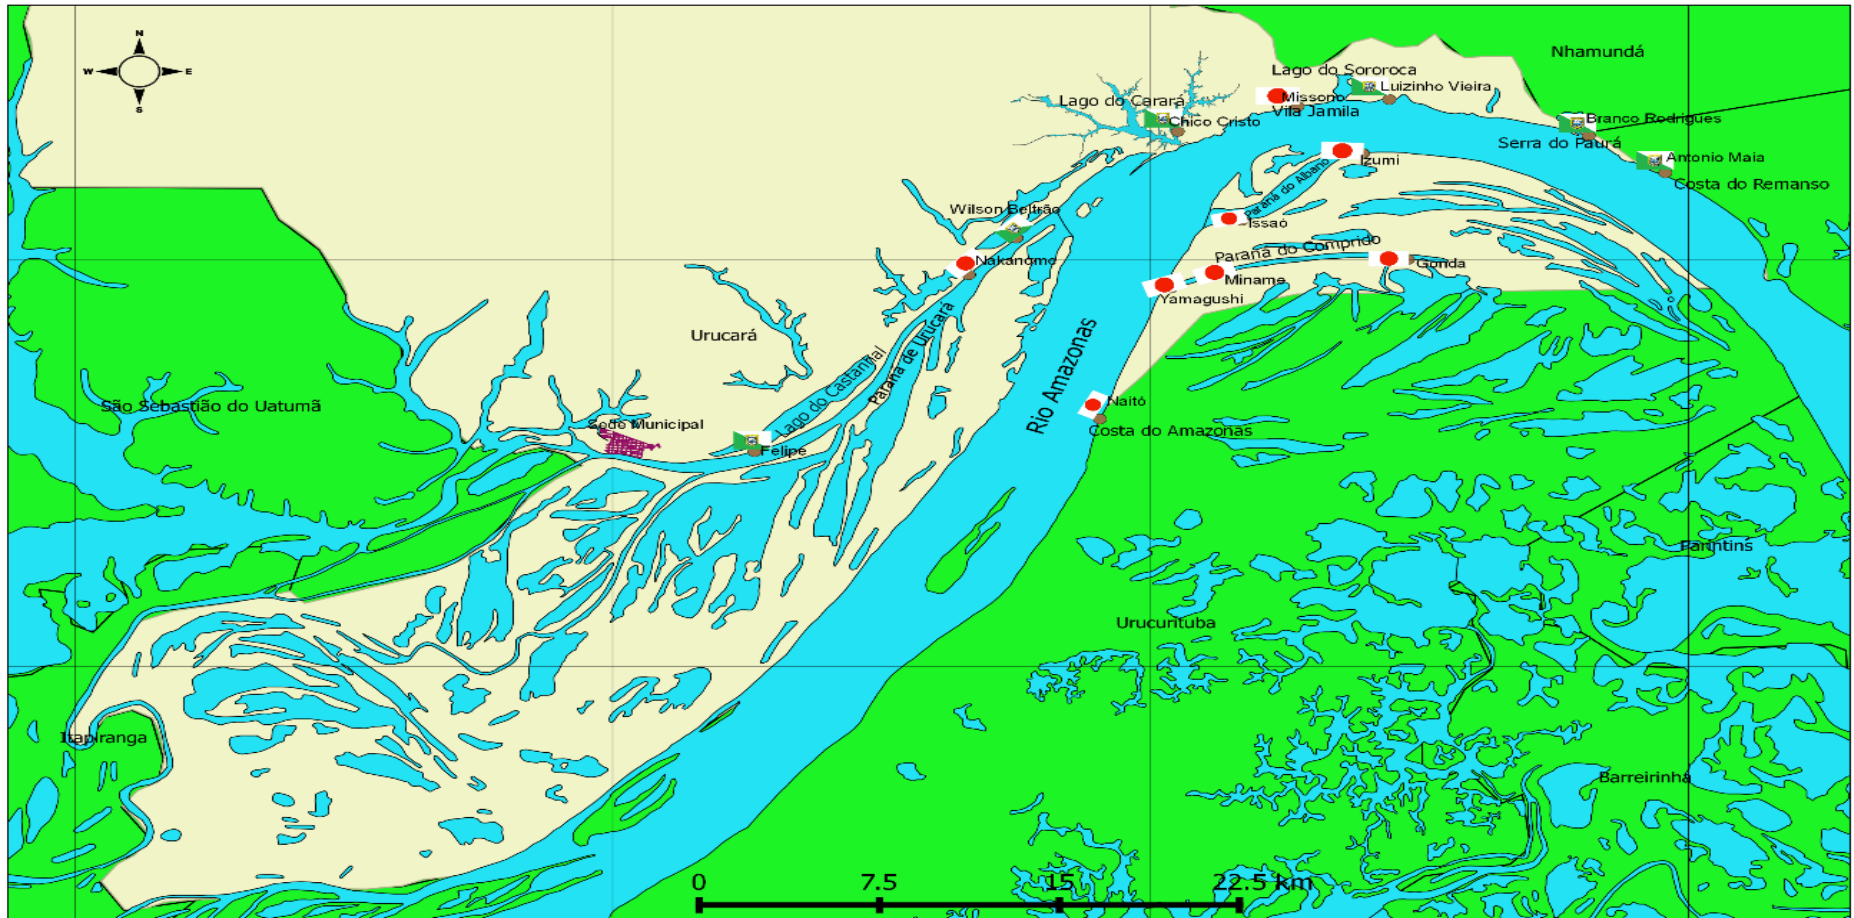 N
W E
S
Nhamundá
Lago do Sororoca
Luizinho Vieira
Missono
Vila Jamila
Lago do Carará
Chico Cristo
Branco Rodrigues
Serra do Paurá
Antonio Maia
Costa do Remanso
Izumi
Paraná do Albano
Issaó
Wilson Beltrão
Nakanome
Paraná do Comprido
Gonda
Miname
Yamagushi
Urucará
Lago do Castanhal
Paraná de Urucará
Rio Amazonas
Naitó
Costa do Amazonas
São Sebastião do Uatumã
Sede Municipal
Felipe
Parintins
Urucurituba
Itapiranga
Barreirinha
0 7.5 15 22.5 km